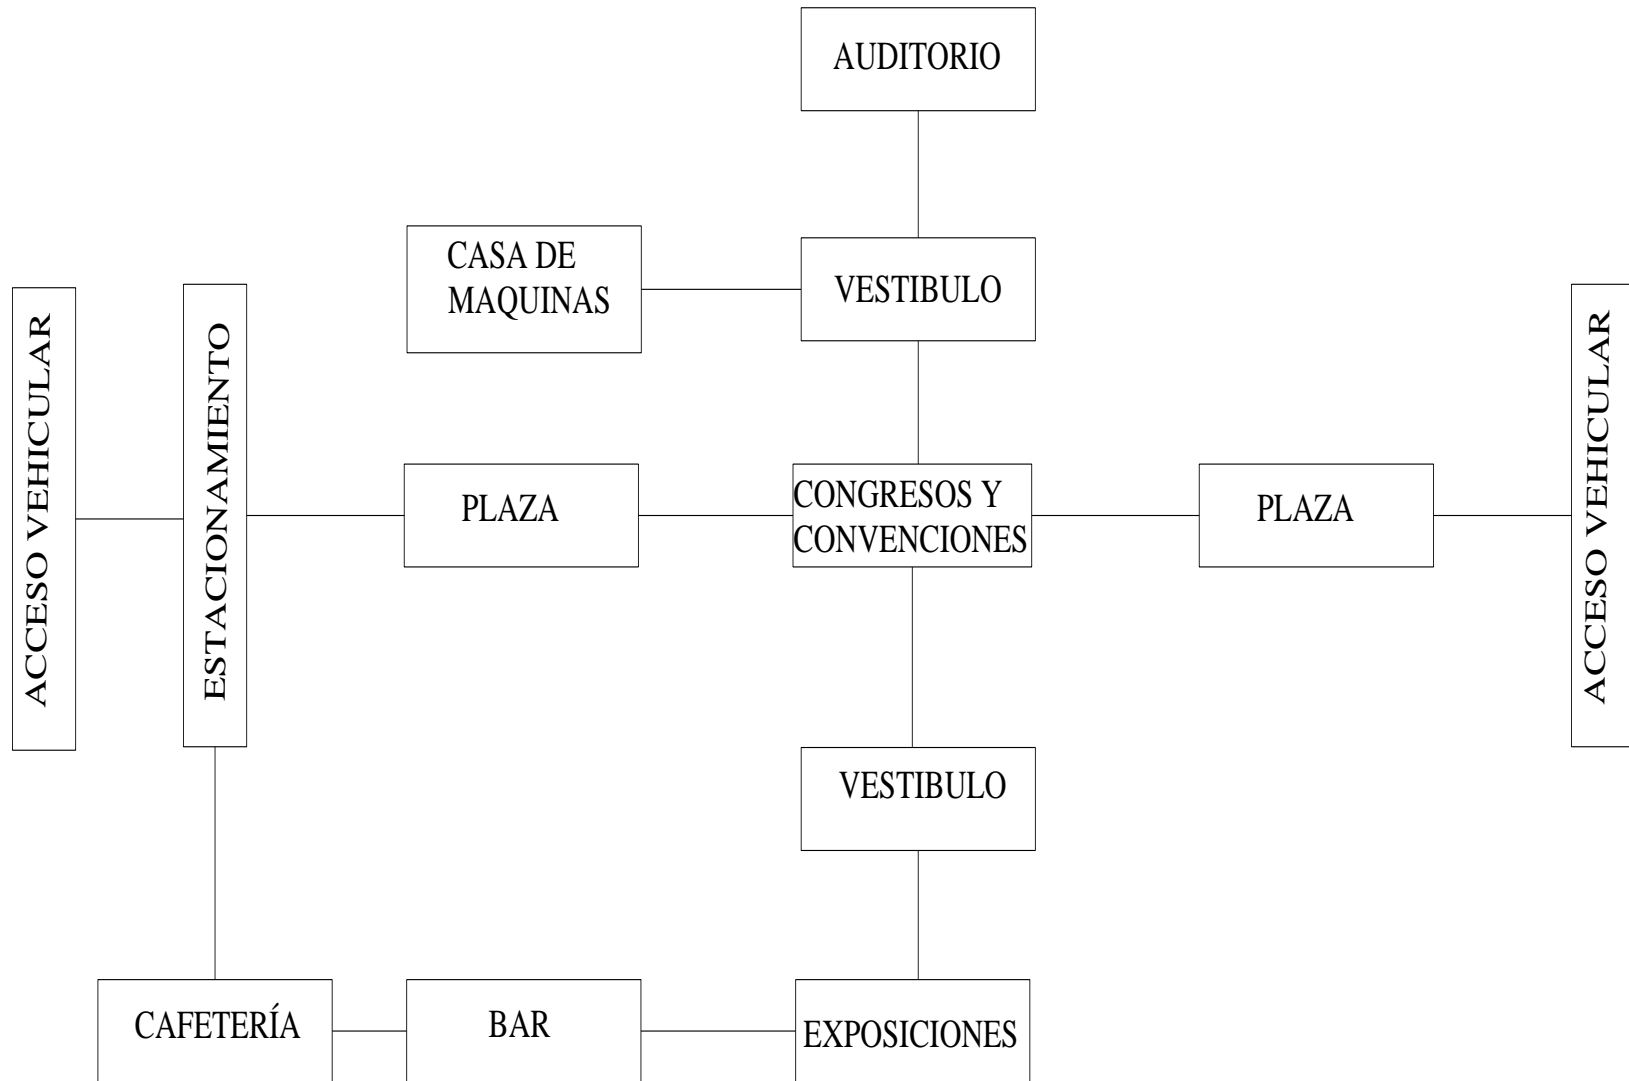 AUDITORIO
CASA DE
MAQUINAS
VESTIBULO
ACCESO VEHICULAR
ESTACIONAMIENTO
PLAZA
CONGRESOS Y
CONVENCIONES
PLAZA
ACCESO VEHICULAR
VESTIBULO
CAFETERÍA
BAR
EXPOSICIONES